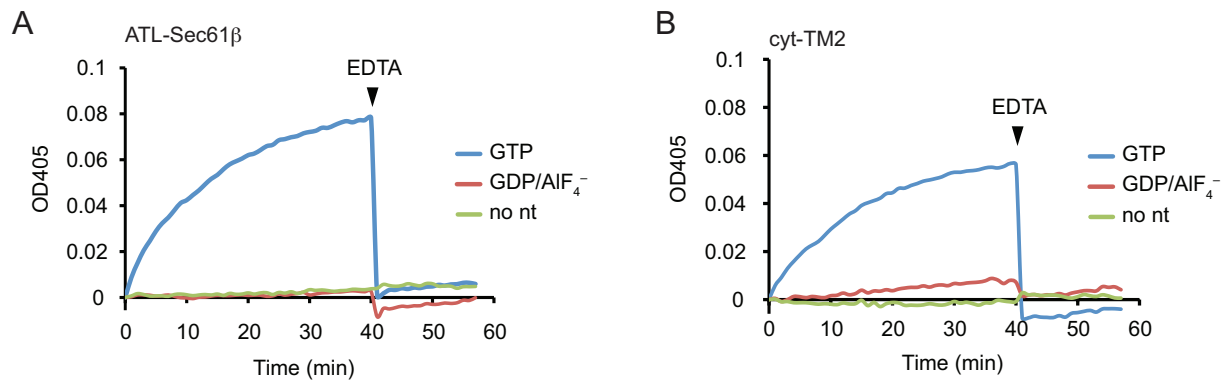 A
ATL-Sec61β
0.1
0.08
0.06
0.04
0.02
0
OD405
EDTA
GTP
GDP/AlF₄⁻
no nt
0 10 20 30 40 50 60
Time (min)
B
cyt-TM2
0.1
0.08
0.06
0.04
0.02
0
OD405
EDTA
GTP
GDP/AlF₄⁻
no nt
0 10 20 30 40 50 60
Time (min)